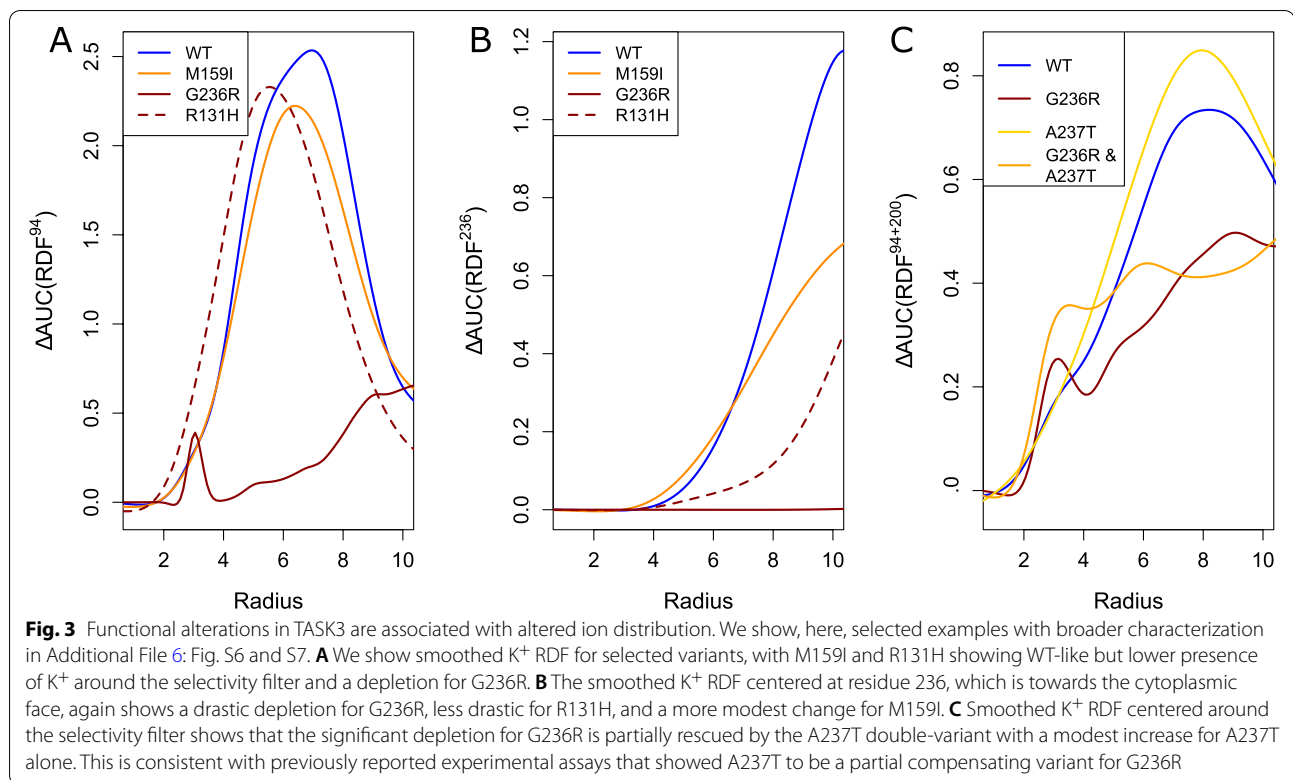 A
WT
M159I
G236R
R131H
ΔAUC(RDF^94)
0.0
0.5
1.0
1.5
2.0
2.5
2
4
6
8
10
Radius
B
WT
M159I
G236R
R131H
ΔAUC(RDF^236)
0.0
0.2
0.4
0.6
0.8
1.0
1.2
2
4
6
8
10
Radius
C
WT
G236R
A237T
G236R &
A237T
ΔAUC(RDF^94+200)
0
0.2
0.4
0.6
0.8
2
4
6
8
10
Radius
Fig. 3 Functional alterations in TASK3 are associated with altered ion distribution. We show, here, selected examples with broader characterization
in Additional File 6: Fig. S6 and S7. A We show smoothed K+ RDF for selected variants, with M159I and R131H showing WT-like but lower presence
of K+ around the selectivity filter and a depletion for G236R. B The smoothed K+ RDF centered at residue 236, which is towards the cytoplasmic
face, again shows a drastic depletion for G236R, less drastic for R131H, and a more modest change for M159I. C Smoothed K+ RDF centered around
the selectivity filter shows that the significant depletion for G236R is partially rescued by the A237T double-variant with a modest increase for A237T
alone. This is consistent with previously reported experimental assays that showed A237T to be a partial compensating variant for G236R